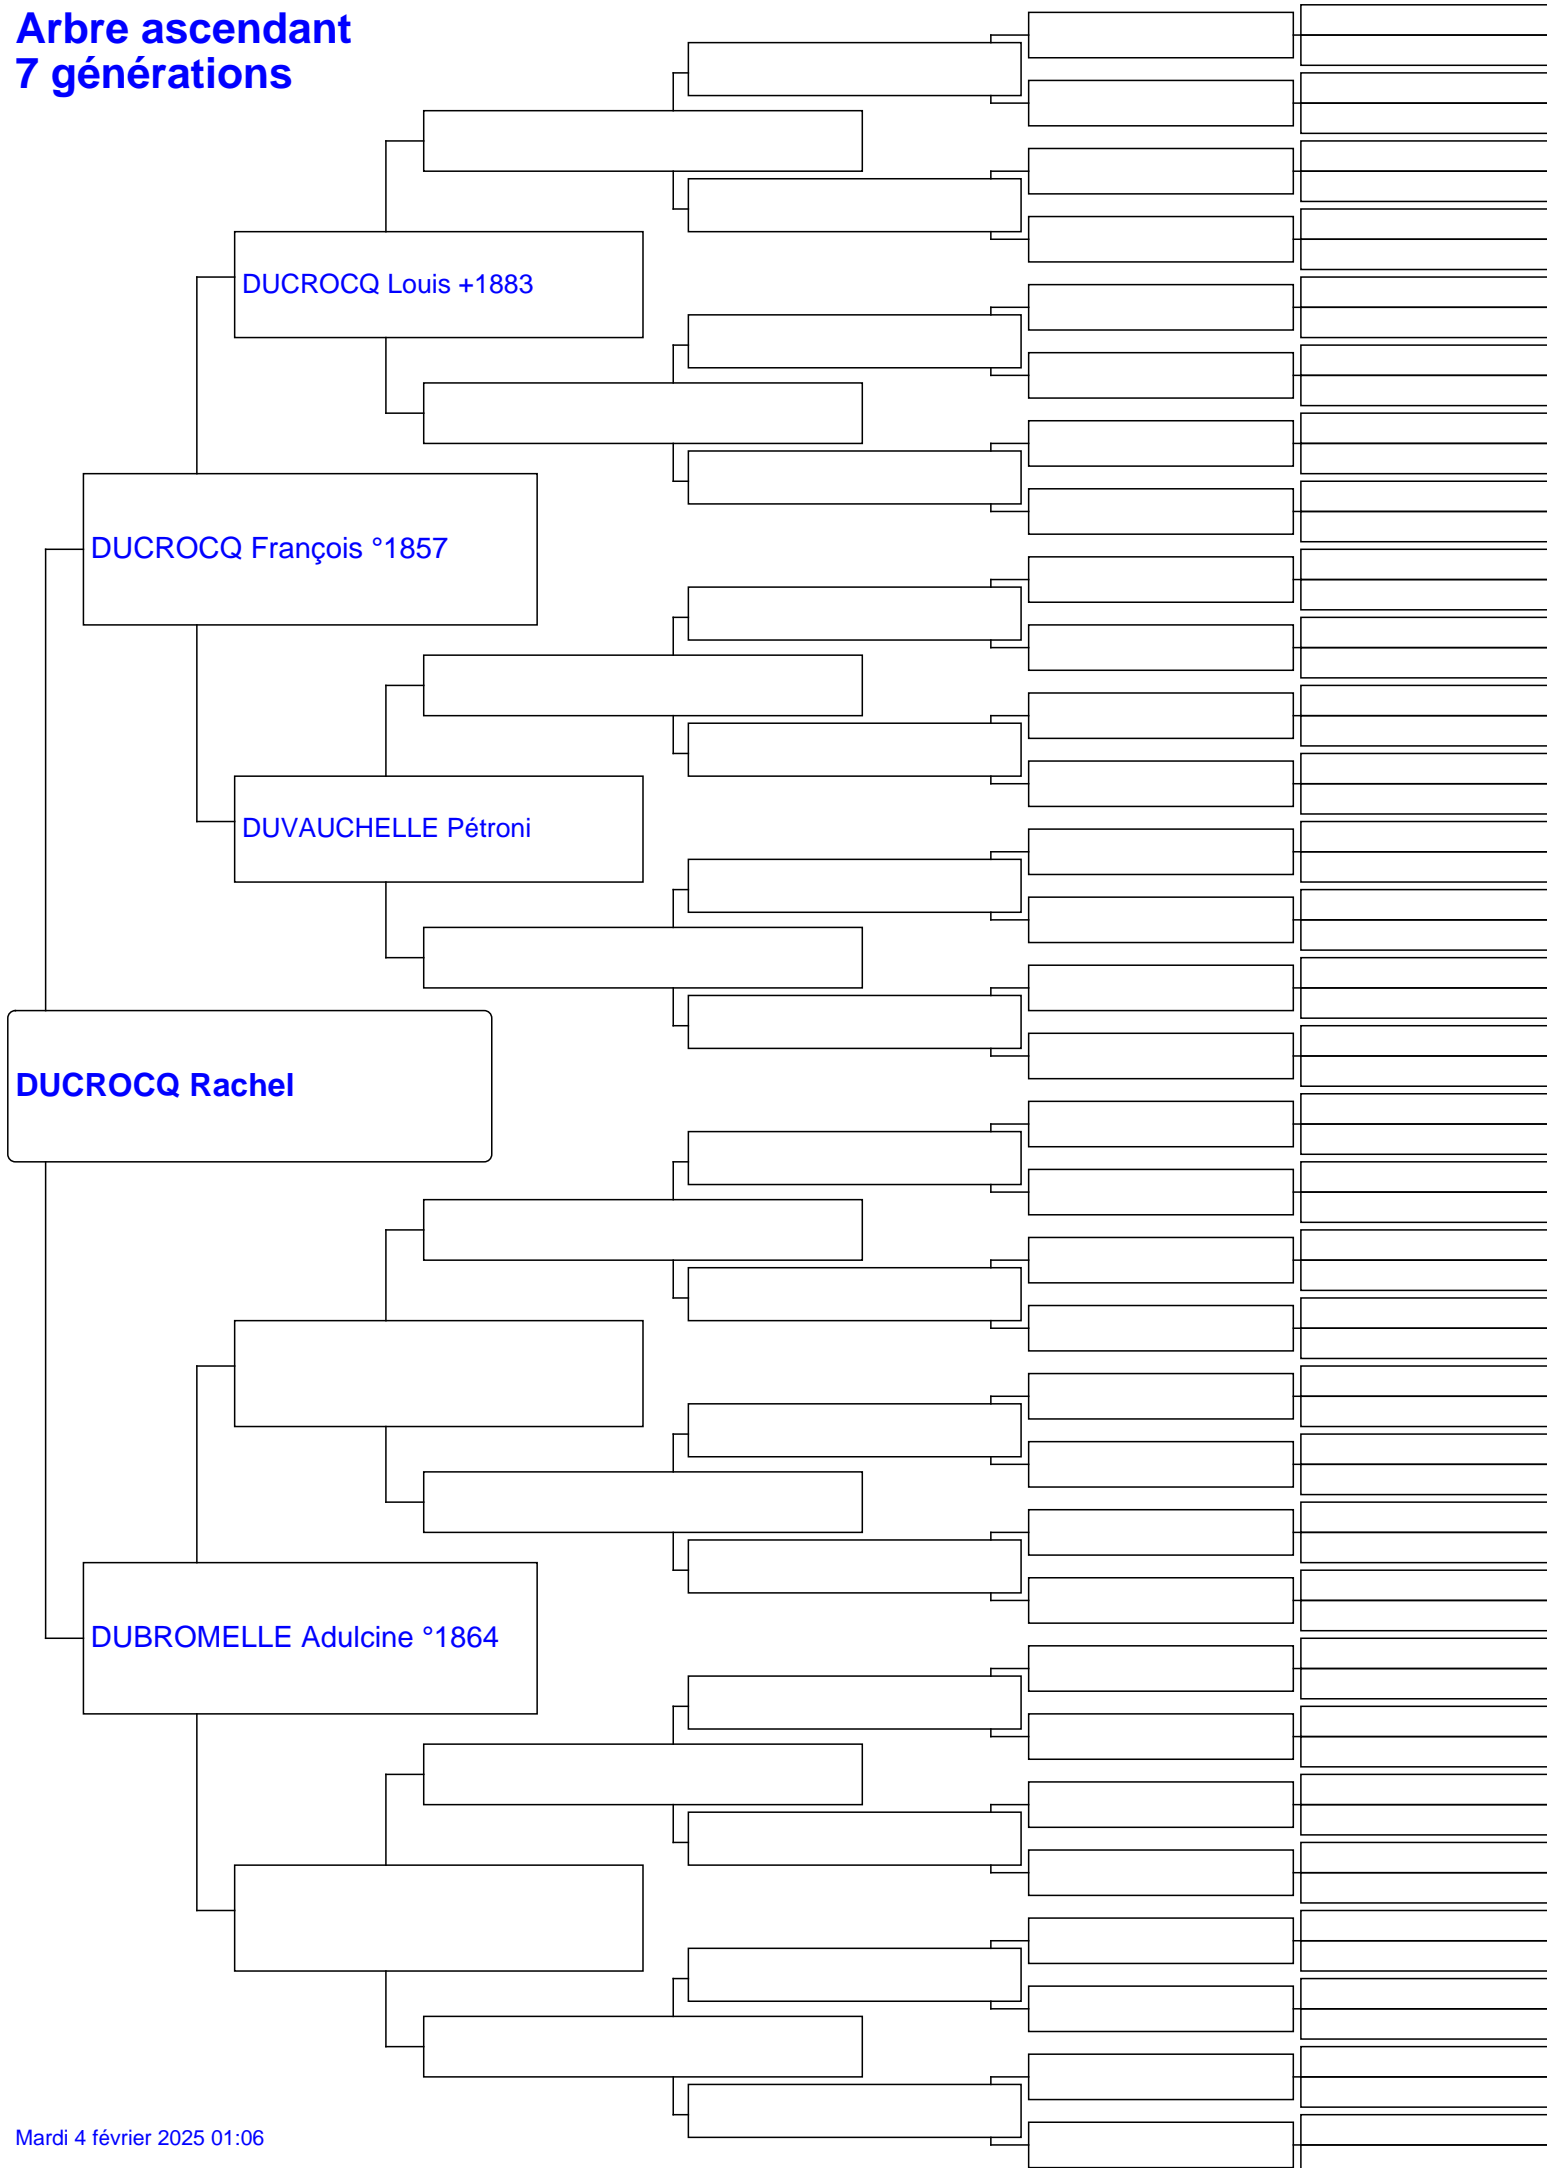 Arbre ascendant
7 générations
DUCROCQ Louis +1883
DUCROCQ François °1857
DUVAUCHELLE Pétroni
DUCROCQ Rachel
DUBROMELLE Adulcine °1864
Mardi 4 février 2025 01:06